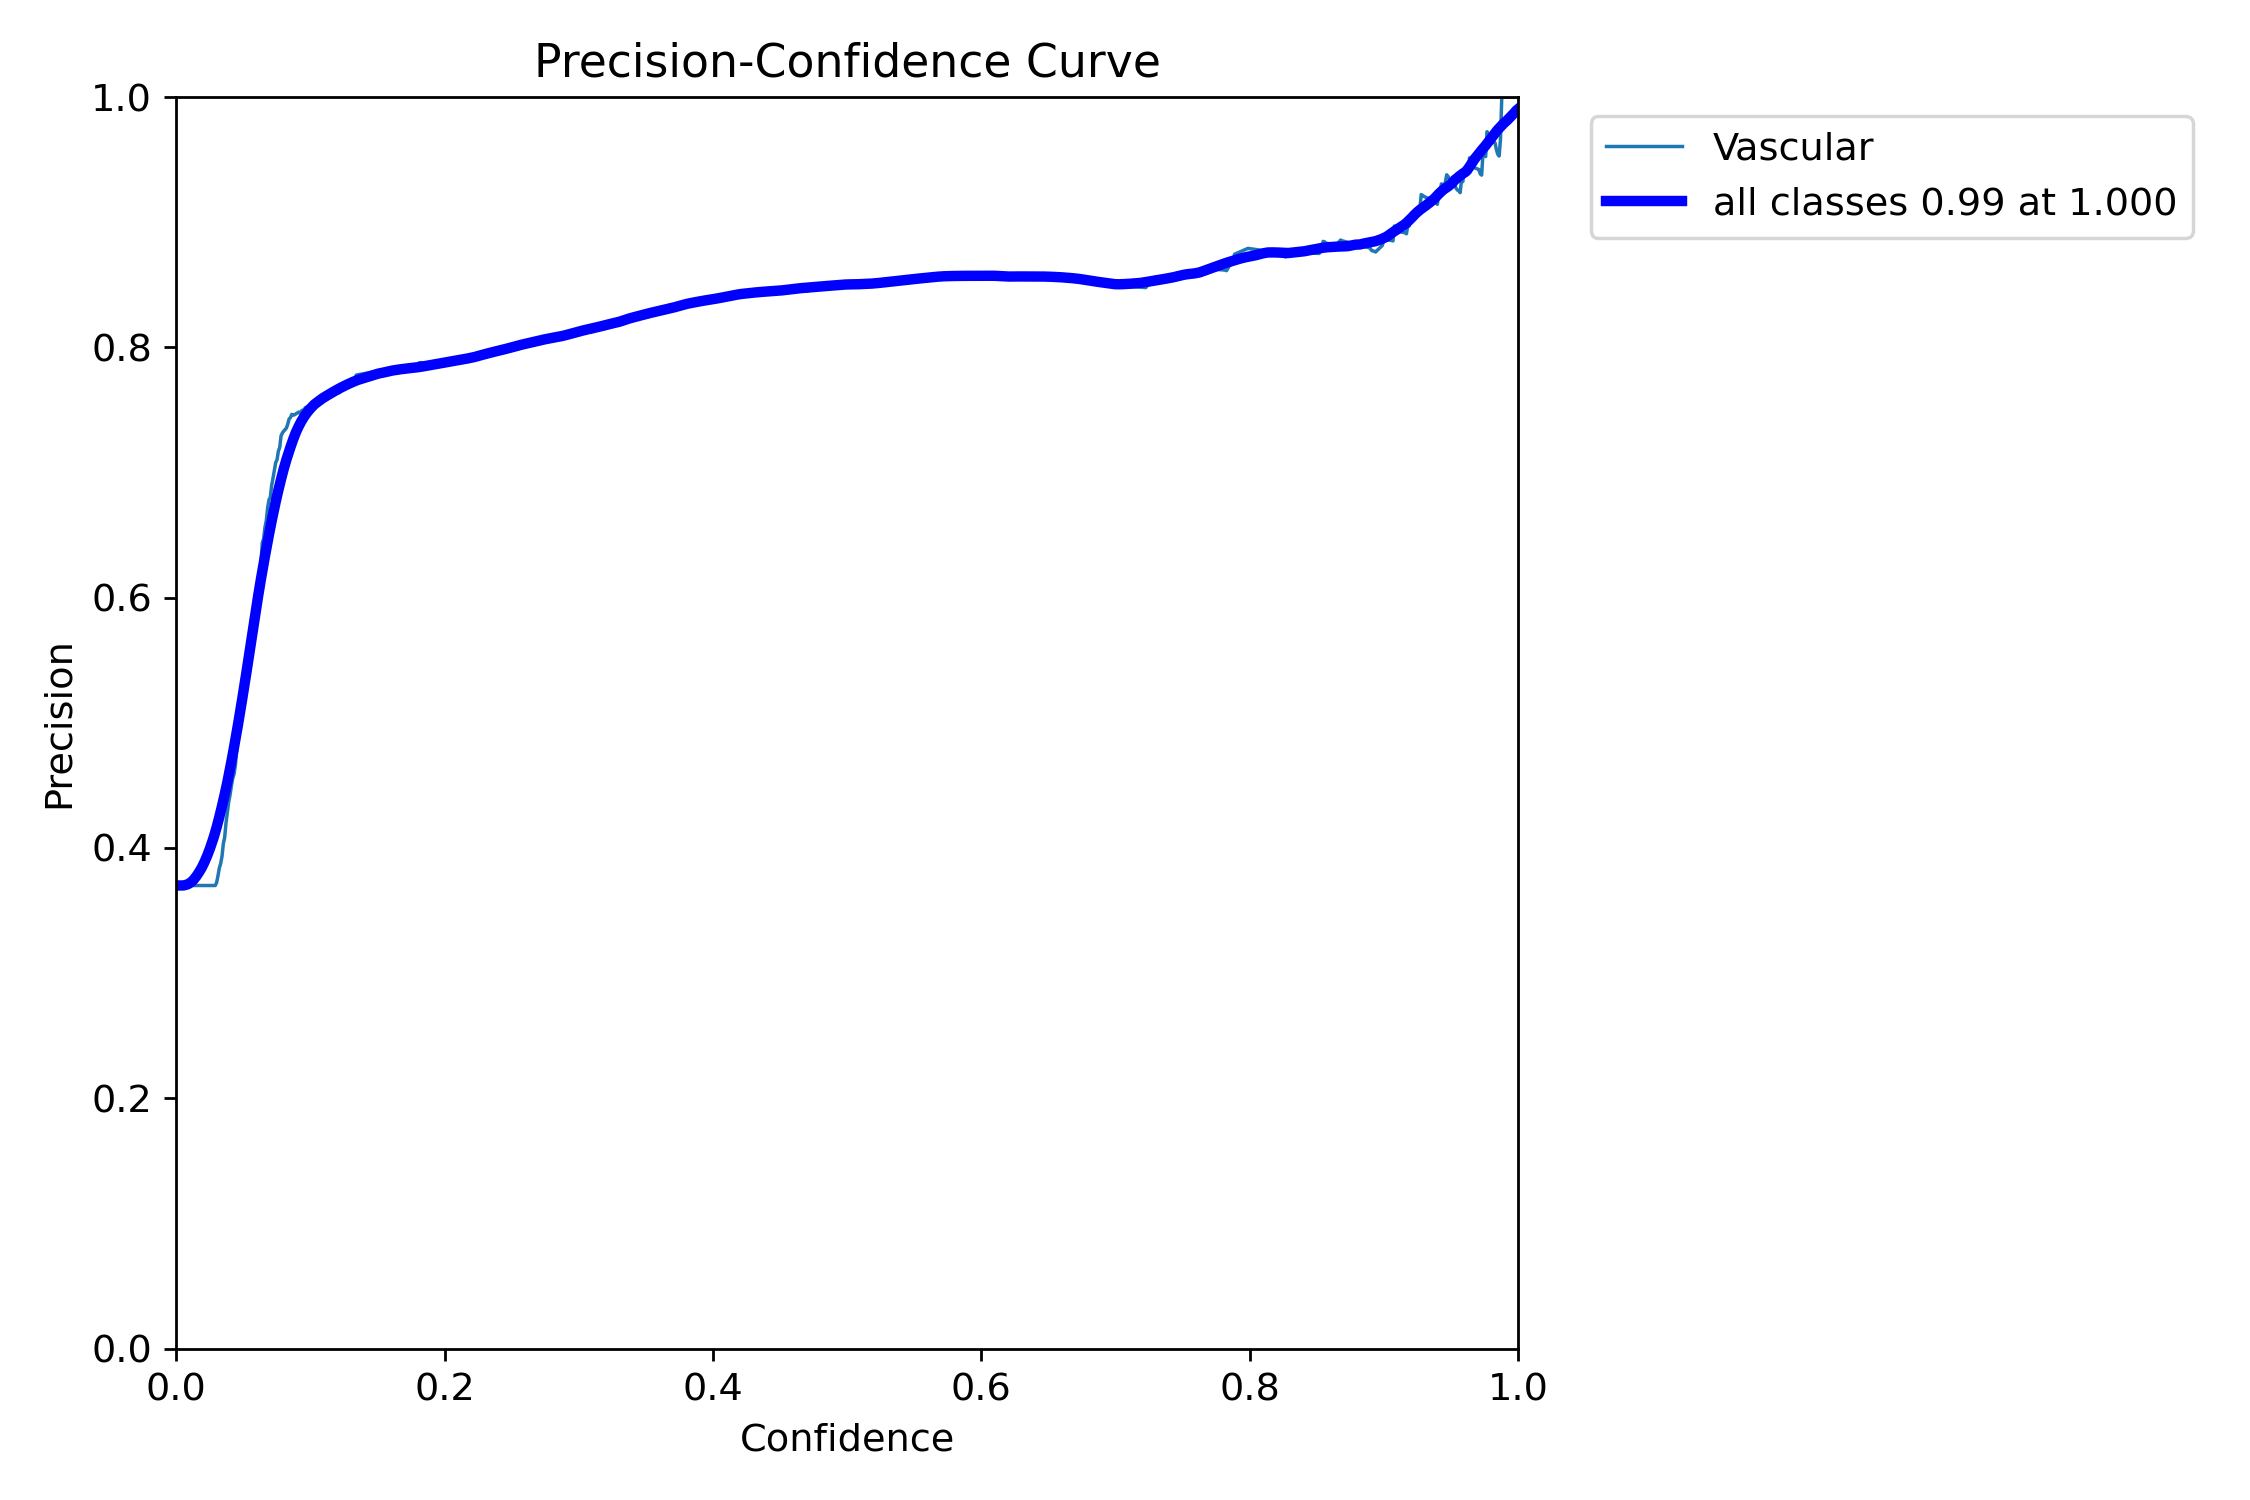 Precision-Confidence Curve
1.0
0.8
0.6
0.4
0.2
0.0
Precision
0.0 0.2 0.4 0.6 0.8 1.0
Confidence
Vascular
all classes 0.99 at 1.000